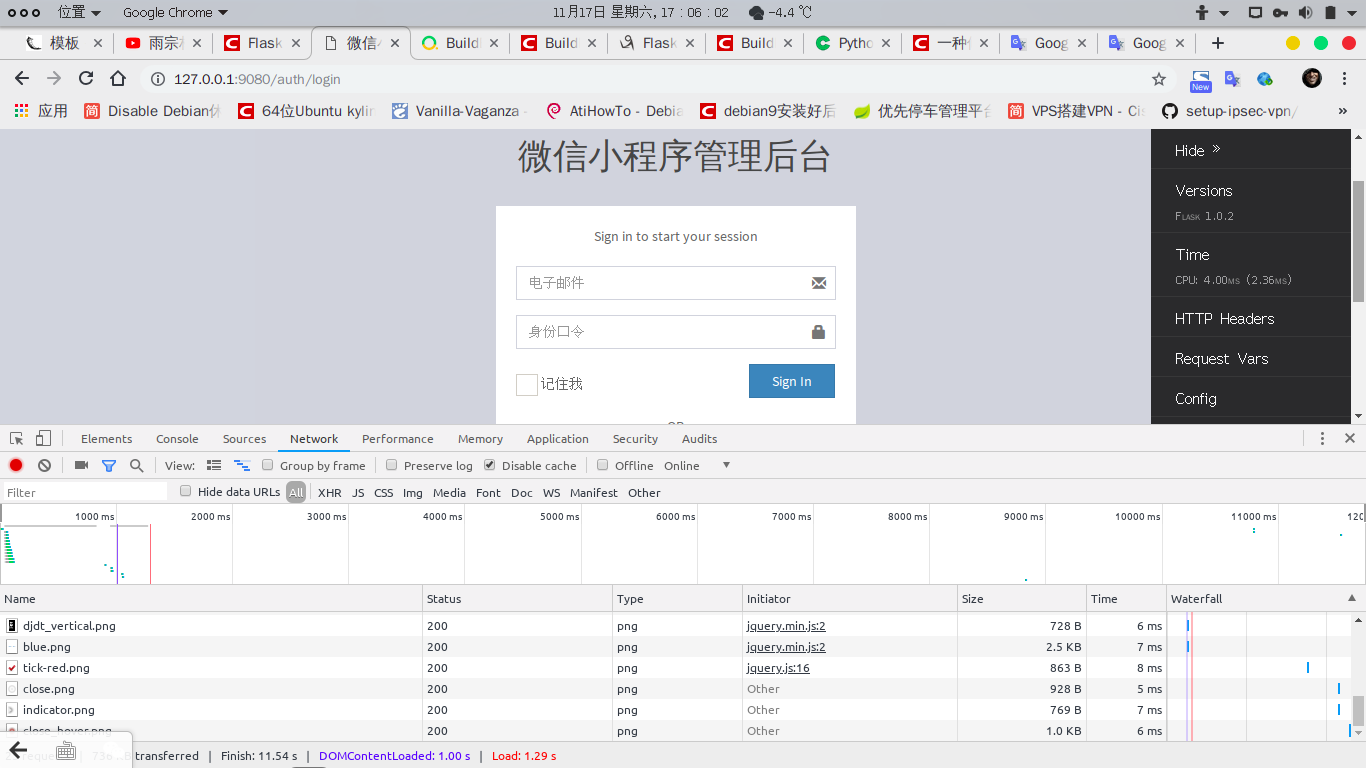 位置 Google Chrome 11月17日 星期六, 17 : 06 : 02 -4.4 ℃
模板 雨宗 Flask 微信小 Build Build Flask Build Pytho 一种 Goog Goog
127.0.0.1:9080/auth/login New
应用 Disable Debian休 64位Ubuntu kylin Vanilla-Vaganza - AtiHowTo - Debia debian9安装好后 优先停车管理平台 VPS搭建VPN - Cis setup-ipsec-vpn/ »
微信小程序管理后台
Sign in to start your session
电子邮件
身份口令
记住我 Sign In
OR
Hide »
Versions
Flask 1.0.2
Time
CPU: 4.00ms (2.36ms)
HTTP Headers
Request Vars
Config
Elements Console Sources Network Performance Memory Application Security Audits
View: Group by frame Preserve log Disable cache Offline Online
Filter Hide data URLs All XHR JS CSS Img Media Font Doc WS Manifest Other
1000 ms 2000 ms 3000 ms 4000 ms 5000 ms 6000 ms 7000 ms 8000 ms 9000 ms 10000 ms 11000 ms 120
Name Status Type Initiator Size Time Waterfall
djdt_vertical.png 200 png jquery.min.js:2 728 B 6 ms
blue.png 200 png jquery.min.js:2 2.5 KB 7 ms
tick-red.png 200 png jquery.js:16 863 B 8 ms
close.png 200 png Other 928 B 5 ms
indicator.png 200 png Other 769 B 7 ms
close_hover.png 200 png Other 1.0 KB 6 ms
transferred | Finish: 11.54 s | DOMContentLoaded: 1.00 s | Load: 1.29 s